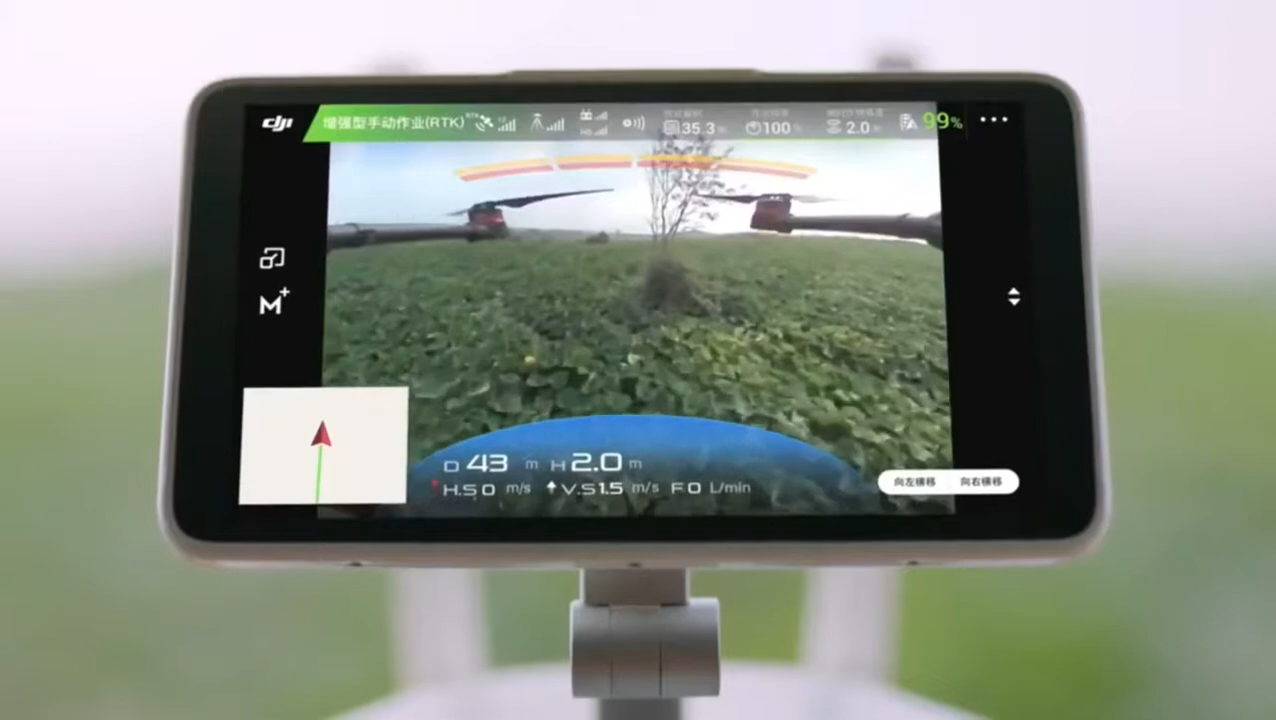 dji 增强型手动作业(RTK) 35.3 100 2.0 99%
M+
D 43 m H 2.0 m
H.S 0 m/s V.S 1.5 m/s F 0 L/min
向左横移 向右横移